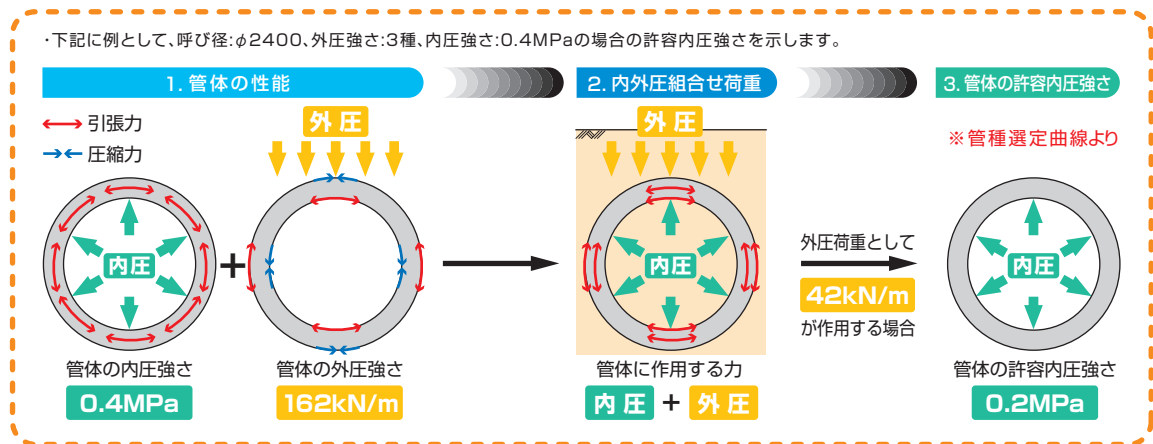 ・下記に例として、呼び径:φ2400、外圧強さ:3種、内圧強さ:0.4MPaの場合の許容内圧強さを示します。
1. 管体の性能
2. 内外圧組合せ荷重
3. 管体の許容内圧強さ
引張力
圧縮力
外圧
外圧
※管種選定曲線より
内圧
+
内圧
外圧荷重として
42kN/m
が作用する場合
内圧
管体の内圧強さ
0.4MPa
管体の外圧強さ
162kN/m
管体に作用する力
内圧 + 外圧
管体の許容内圧強さ
0.2MPa